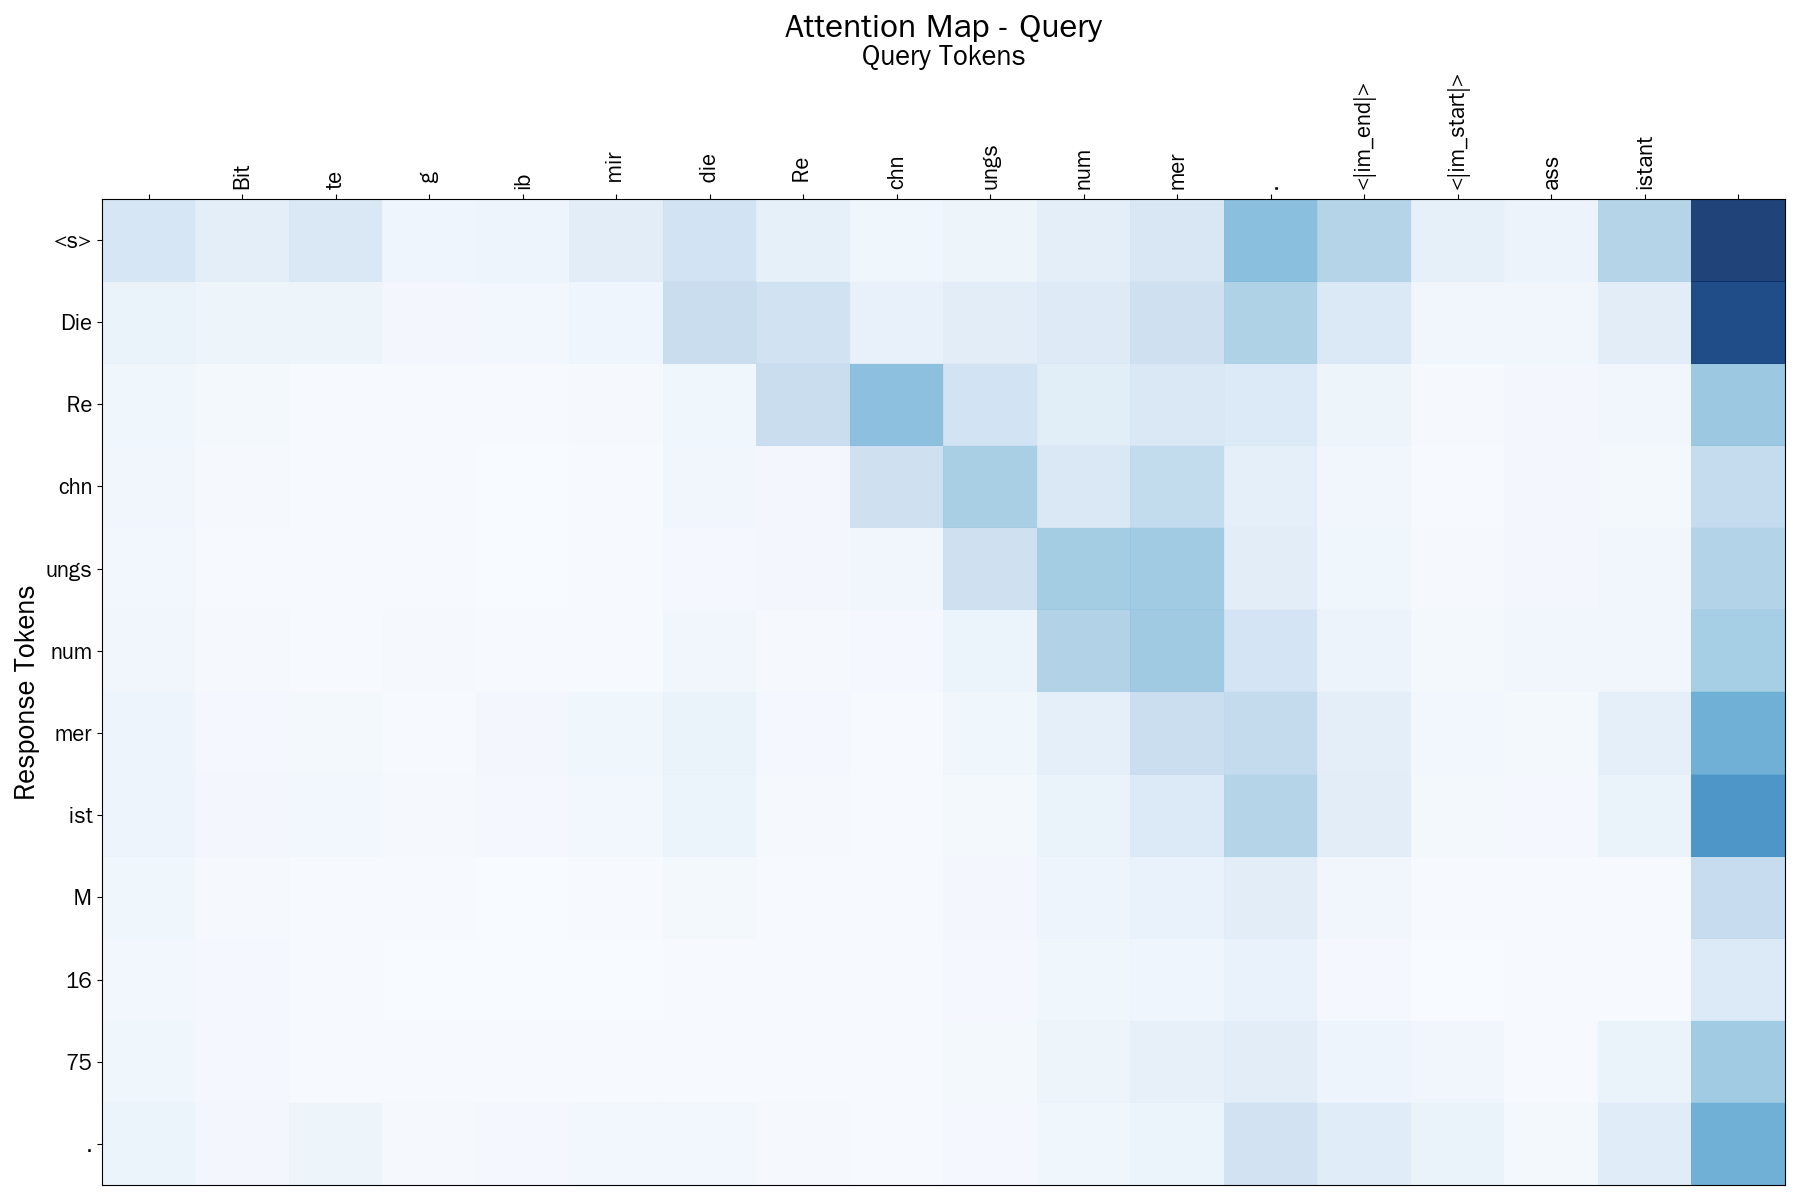 Attention Map - Query
Query Tokens
Bit
te
g
ib
mir
die
Re
chn
ungs
num
mer
.
<|im_end|>
<|im_start|>
ass
istant
Response Tokens
<s>
Die
Re
chn
ungs
num
mer
ist
M
16
75
.